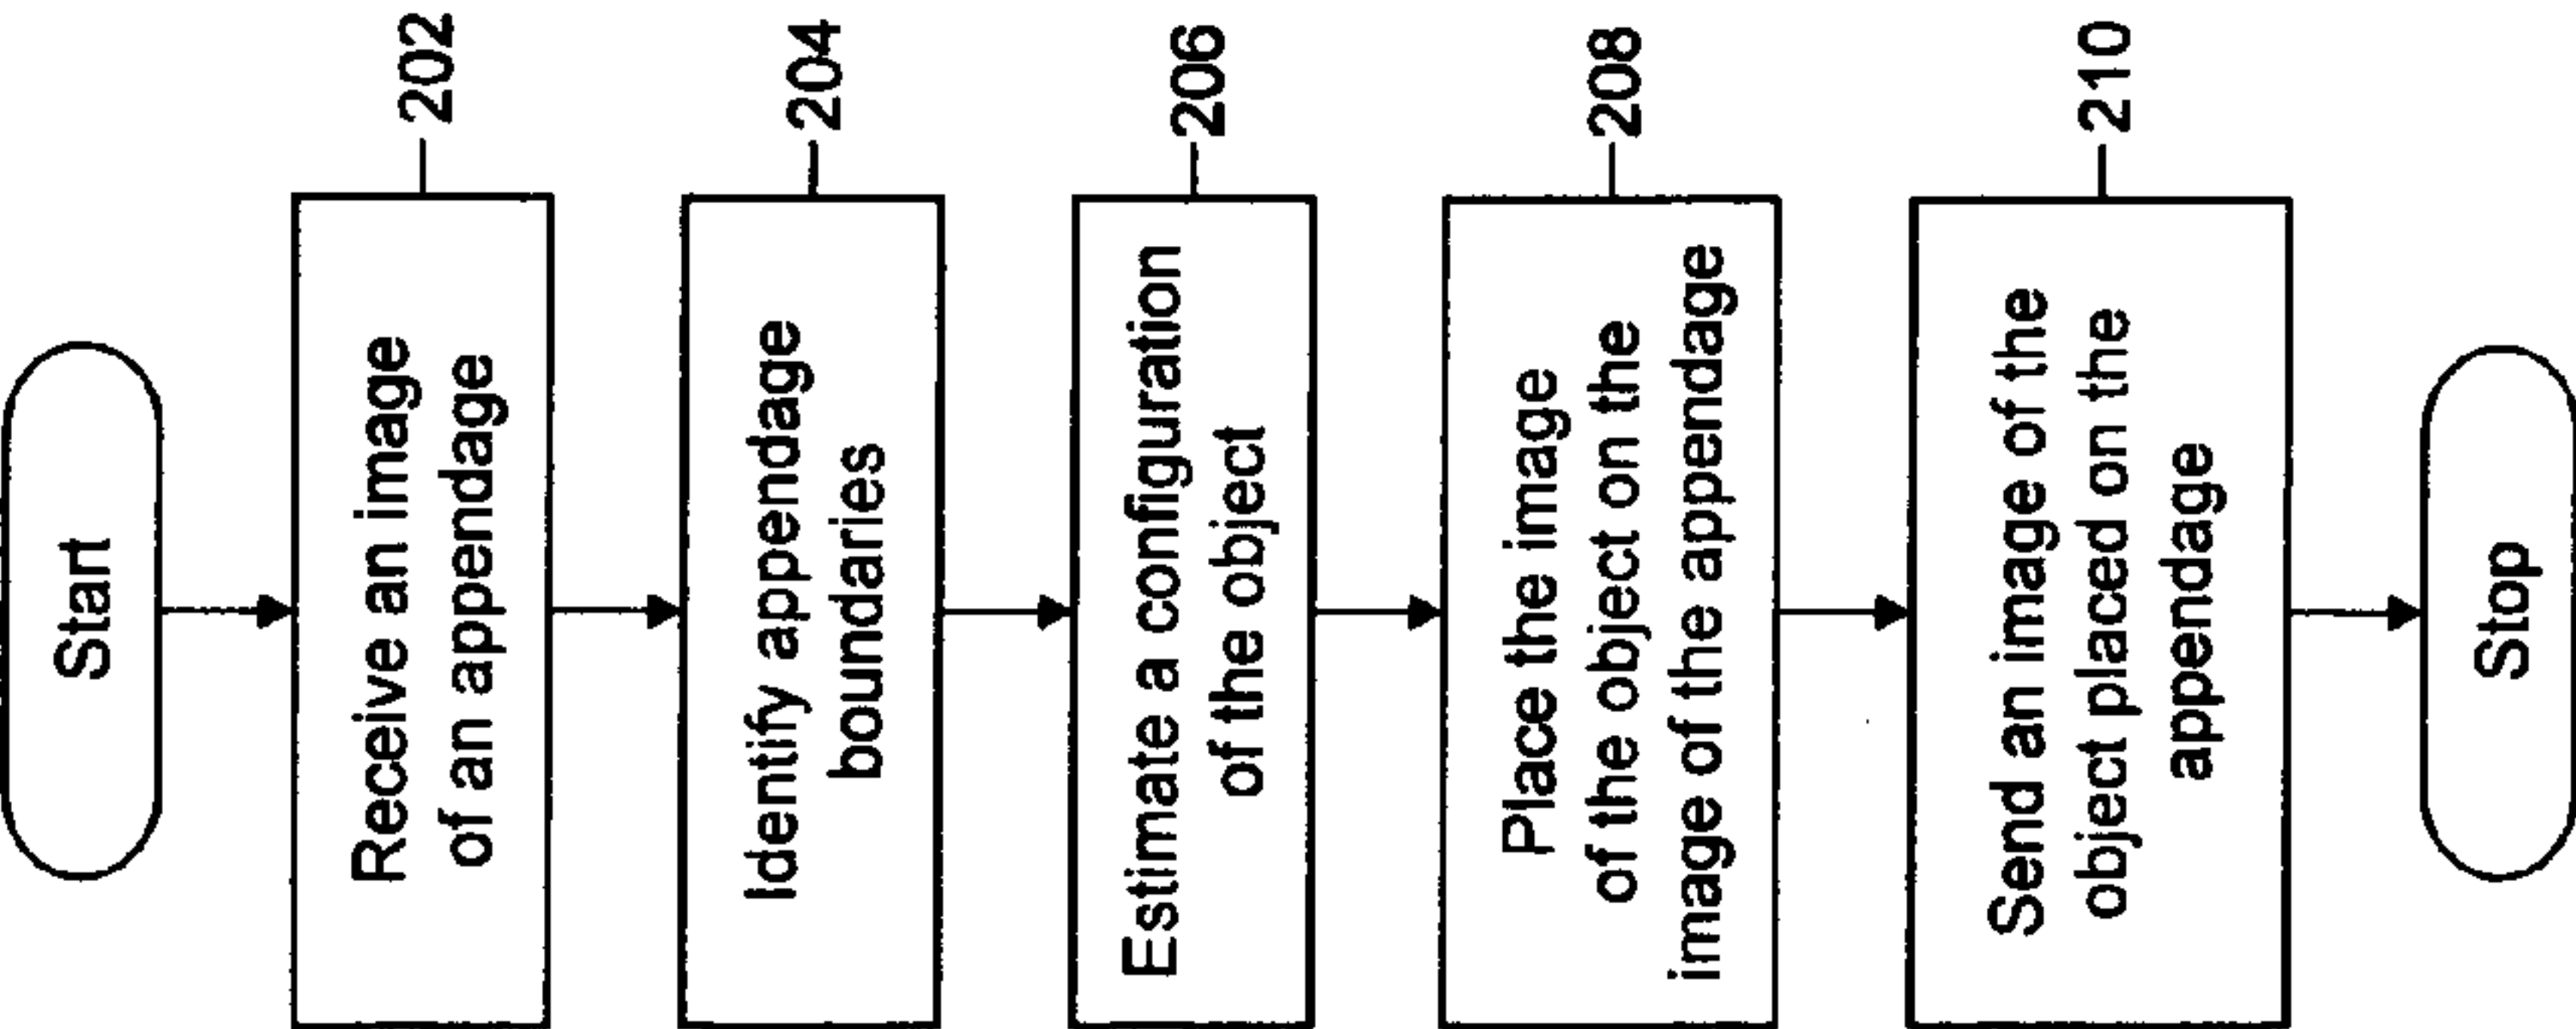 Start
Receive an image
of an appendage
202
Identify appendage
boundaries
204
Estimate a configuration
of the object
206
Place the image
of the object on the
image of the appendage
208
Send an image of the
object placed on the
appendage
210
Stop